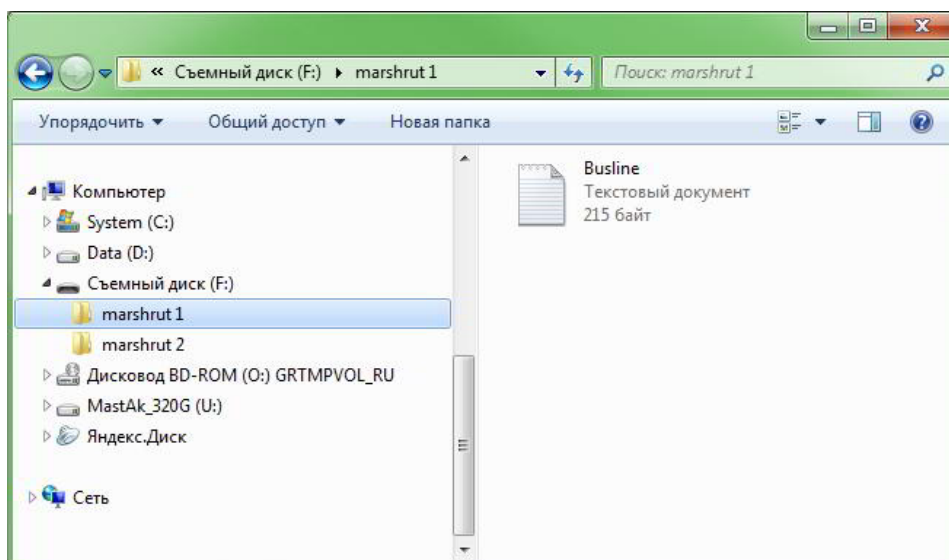 « Съемный диск (F:) marshrut 1
Поиск: marshrut 1
Упорядочить Общий доступ Новая папка
Компьютер
System (C:)
Data (D:)
Съемный диск (F:)
marshrut 1
marshrut 2
Дисковод BD-ROM (O:) GRTMPVOL_RU
MastAk_320G (U:)
Яндекс.Диск
Сеть
Busline
Текстовый документ
215 байт